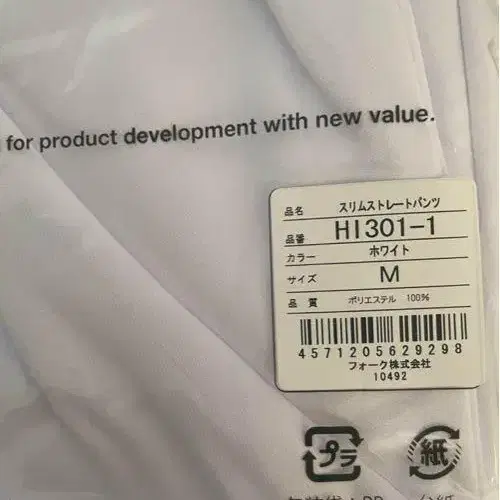 for product development with new value.
品名 スリムストレートパンツ
品番 HI301-1
カラー ホワイト
サイズ M
品質 ポリエステル 100%
4571205629298
フォーク株式会社
10492
プラ 紙